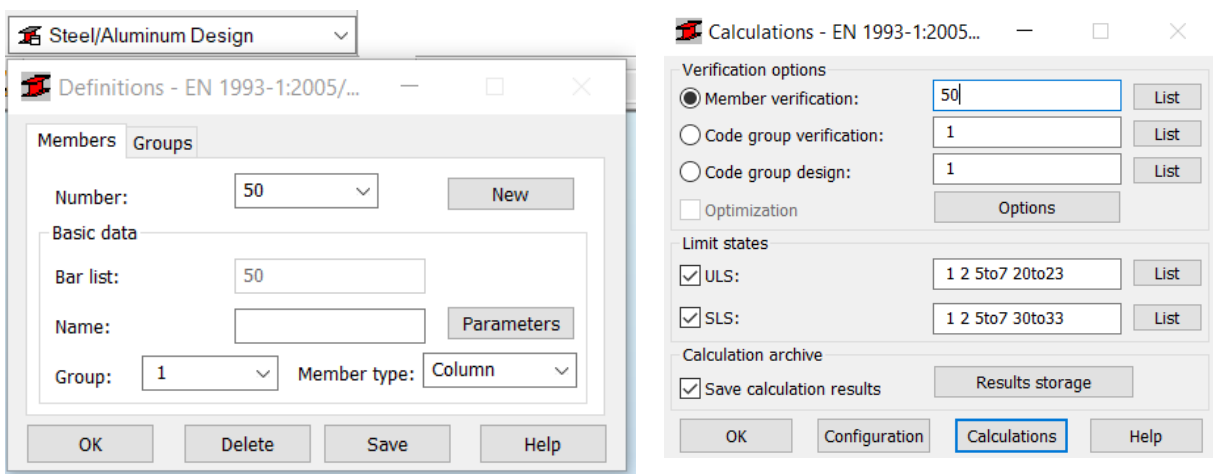 Steel/Aluminum Design
Definitions - EN 1993-1:2005/...
Members Groups
Number: 50 New
Basic data
Bar list: 50
Name: Parameters
Group: 1 Member type: Column
OK Delete Save Help
Calculations - EN 1993-1:2005...
Verification options
Member verification: 50 List
Code group verification: 1 List
Code group design: 1 List
Optimization Options
Limit states
ULS: 1 2 5to7 20to23 List
SLS: 1 2 5to7 30to33 List
Calculation archive
Save calculation results Results storage
OK Configuration Calculations Help